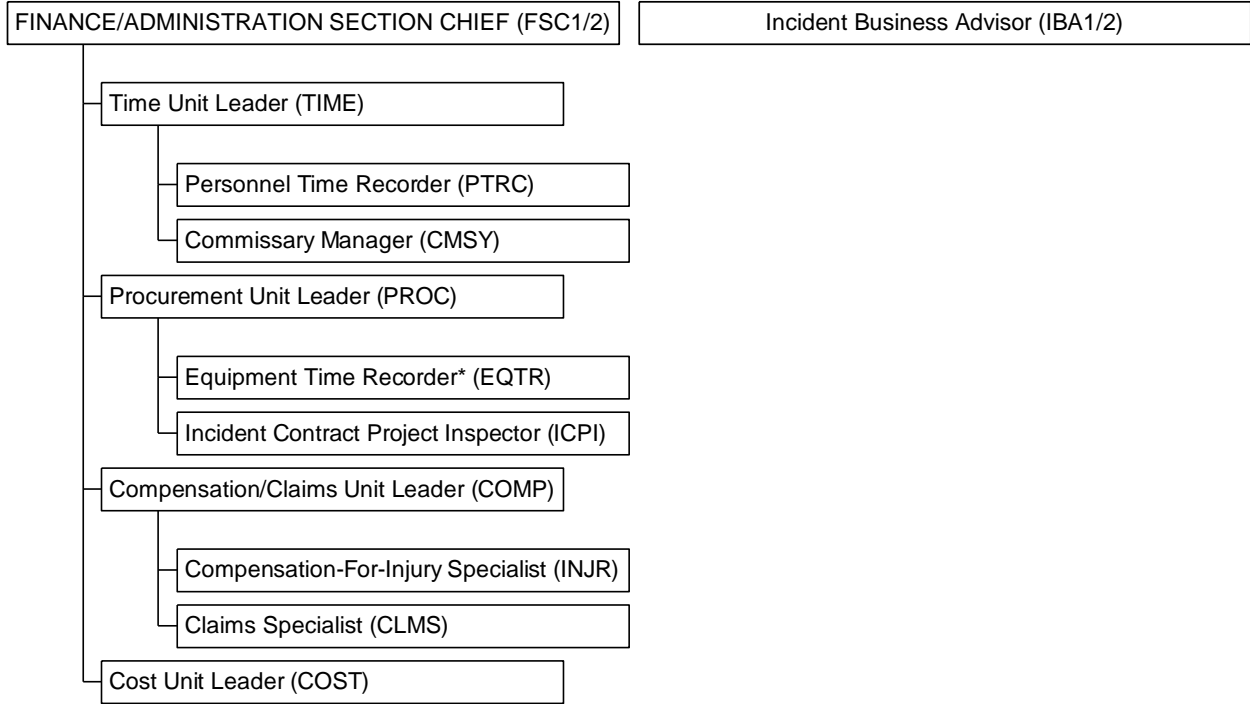 FINANCE/ADMINISTRATION SECTION CHIEF (FSC1/2)
Incident Business Advisor (IBA1/2)
Time Unit Leader (TIME)
Personnel Time Recorder (PTRC)
Commissary Manager (CMSY)
Procurement Unit Leader (PROC)
Equipment Time Recorder* (EQTR)
Incident Contract Project Inspector (ICPI)
Compensation/Claims Unit Leader (COMP)
Compensation-For-Injury Specialist (INJR)
Claims Specialist (CLMS)
Cost Unit Leader (COST)